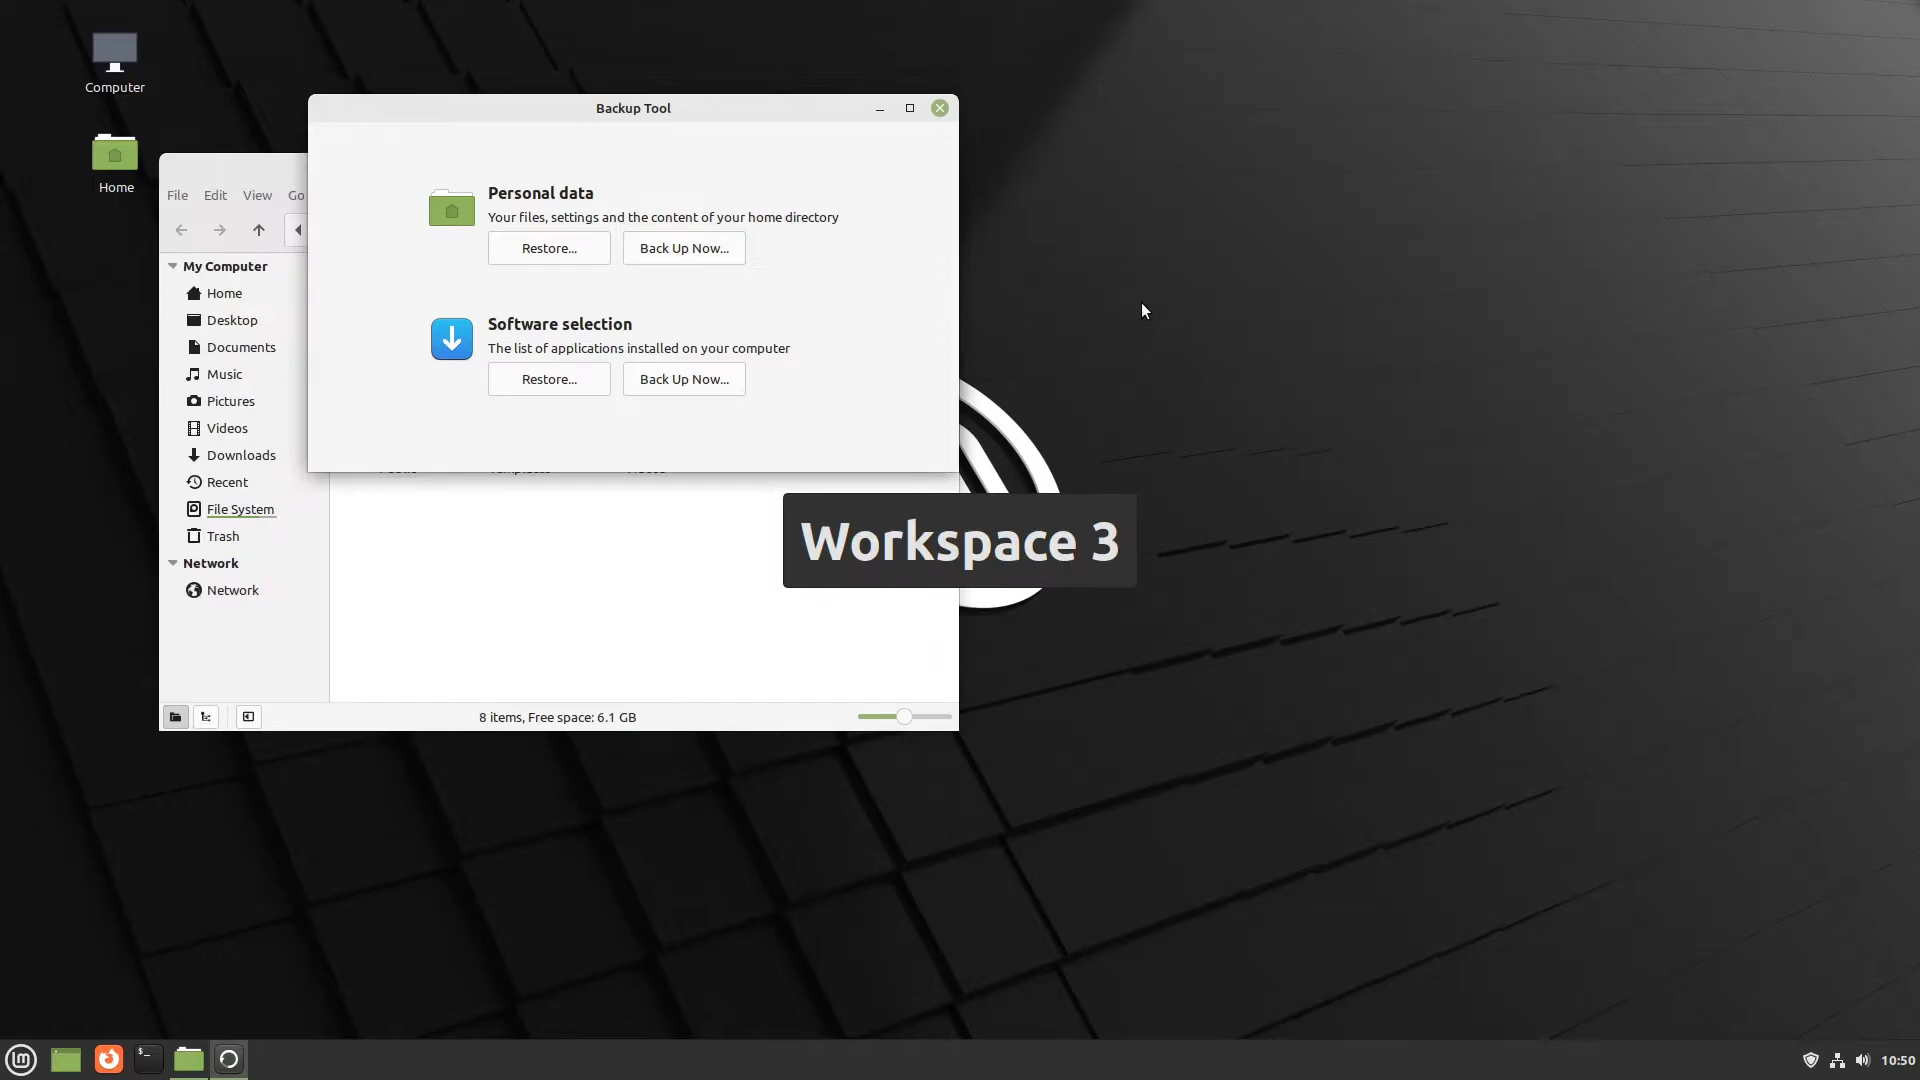 Computer
Home
Backup Tool
File Edit View Go
Personal data
Your files, settings and the content of your home directory
Restore... Back Up Now...
Software selection
The list of applications installed on your computer
Restore... Back Up Now...
My Computer
Home
Desktop
Documents
Music
Pictures
Videos
Downloads
Recent
File System
Trash
Network
Network
Workspace 3
8 items, Free space: 6.1 GB
10:50